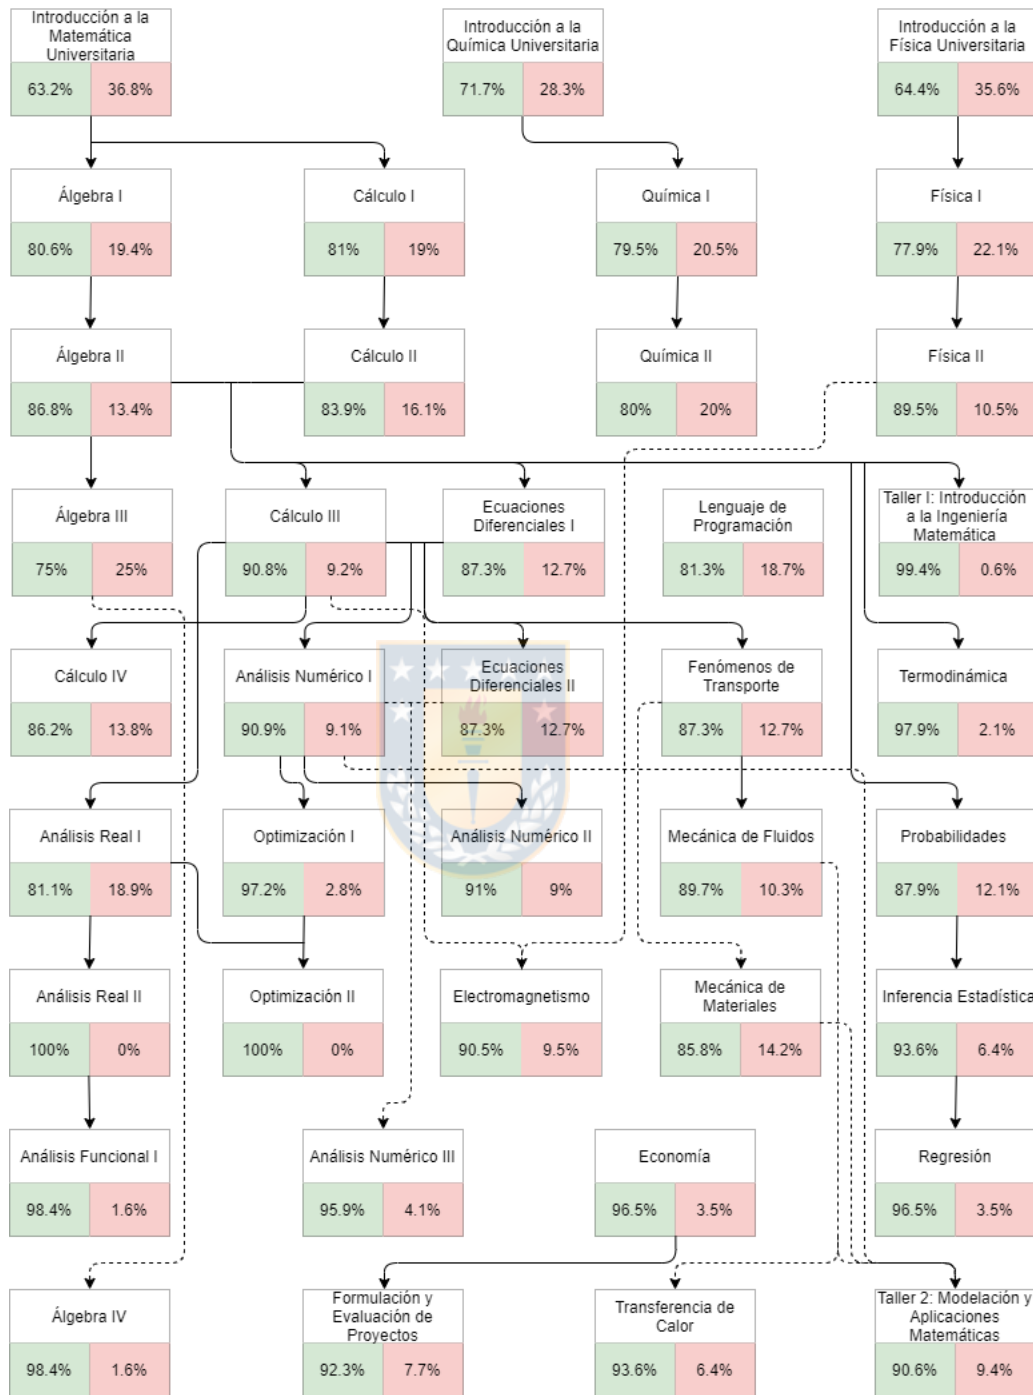 Introducción a la
Matemática
Universitaria
63.2% 36.8%
Introducción a la
Química Universitaria
71.7% 28.3%
Introducción a la
Física Universitaria
64.4% 35.6%
Álgebra I
80.6% 19.4%
Cálculo I
81% 19%
Química I
79.5% 20.5%
Física I
77.9% 22.1%
Álgebra II
86.8% 13.4%
Cálculo II
83.9% 16.1%
Química II
80% 20%
Física II
89.5% 10.5%
Álgebra III
75% 25%
Cálculo III
90.8% 9.2%
Ecuaciones
Diferenciales I
87.3% 12.7%
Lenguaje de
Programación
81.3% 18.7%
Taller I: Introducción
a la Ingeniería
Matemática
99.4% 0.6%
Cálculo IV
86.2% 13.8%
Análisis Numérico I
90.9% 9.1%
Ecuaciones
Diferenciales II
87.3% 12.7%
Fenómenos de
Transporte
87.3% 12.7%
Termodinámica
97.9% 2.1%
Análisis Real I
81.1% 18.9%
Optimización I
97.2% 2.8%
Análisis Numérico II
91% 9%
Mecánica de Fluidos
89.7% 10.3%
Probabilidades
87.9% 12.1%
Análisis Real II
100% 0%
Optimización II
100% 0%
Electromagnetismo
90.5% 9.5%
Mecánica de
Materiales
85.8% 14.2%
Inferencia Estadística
93.6% 6.4%
Análisis Funcional I
98.4% 1.6%
Análisis Numérico III
95.9% 4.1%
Economía
96.5% 3.5%
Regresión
96.5% 3.5%
Álgebra IV
98.4% 1.6%
Formulación y
Evaluación de
Proyectos
92.3% 7.7%
Transferencia de
Calor
93.6% 6.4%
Taller 2: Modelación y
Aplicaciones
Matemáticas
90.6% 9.4%